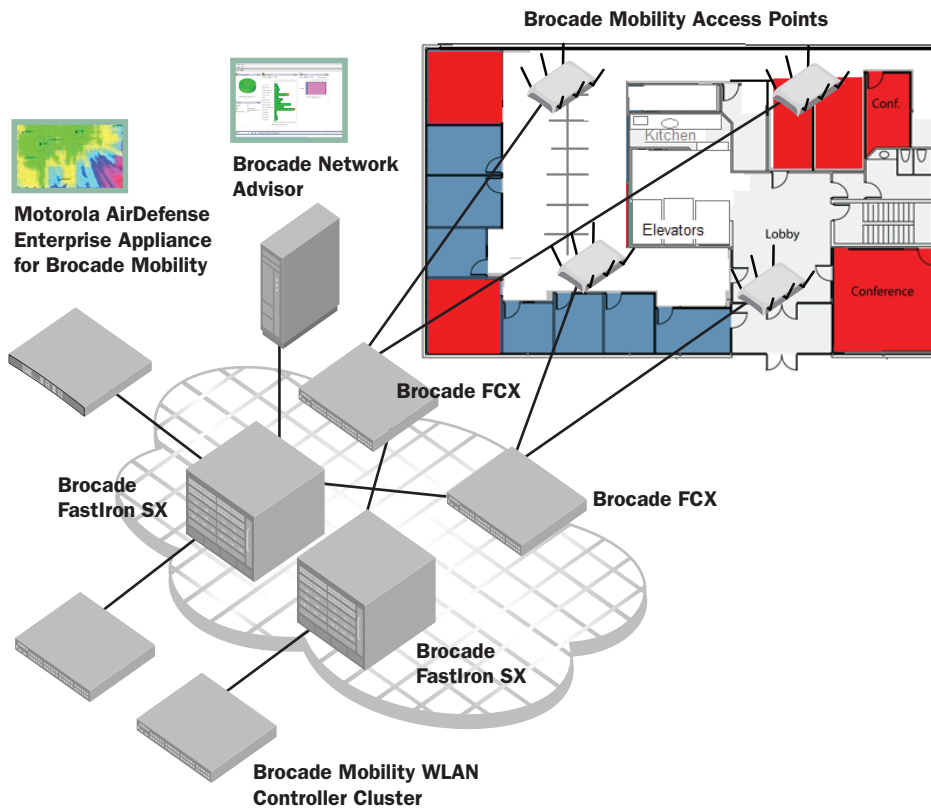 Brocade Mobility Access Points
Conf.
Kitchen
Brocade Network
Advisor
Motorola AirDefense
Enterprise Appliance
for Brocade Mobility
Elevators
Lobby
Conference
Brocade FCX
Brocade
FastIron SX
Brocade FCX
Brocade
FastIron SX
Brocade Mobility WLAN
Controller Cluster